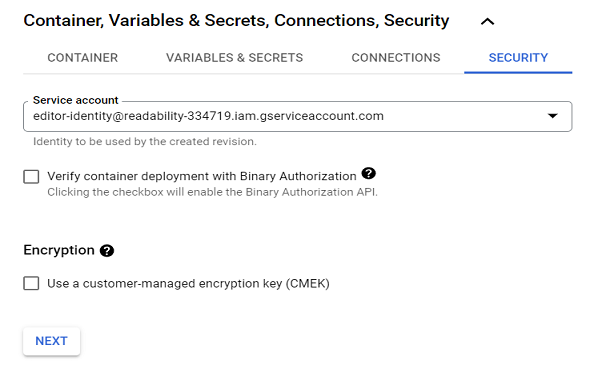 Container, Variables & Secrets, Connections, Security
CONTAINER VARIABLES & SECRETS CONNECTIONS SECURITY
Service account
editor-identity@readability-334719.iam.gserviceaccount.com
Identity to be used by the created revision.
Verify container deployment with Binary Authorization ?
Clicking the checkbox will enable the Binary Authorization API.
Encryption ?
Use a customer-managed encryption key (CMEK)
NEXT